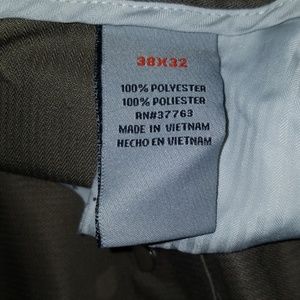 38X32
100% POLYESTER
100% POLIESTER
RN#37763
MADE IN VIETNAM
HECHO EN VIETNAM